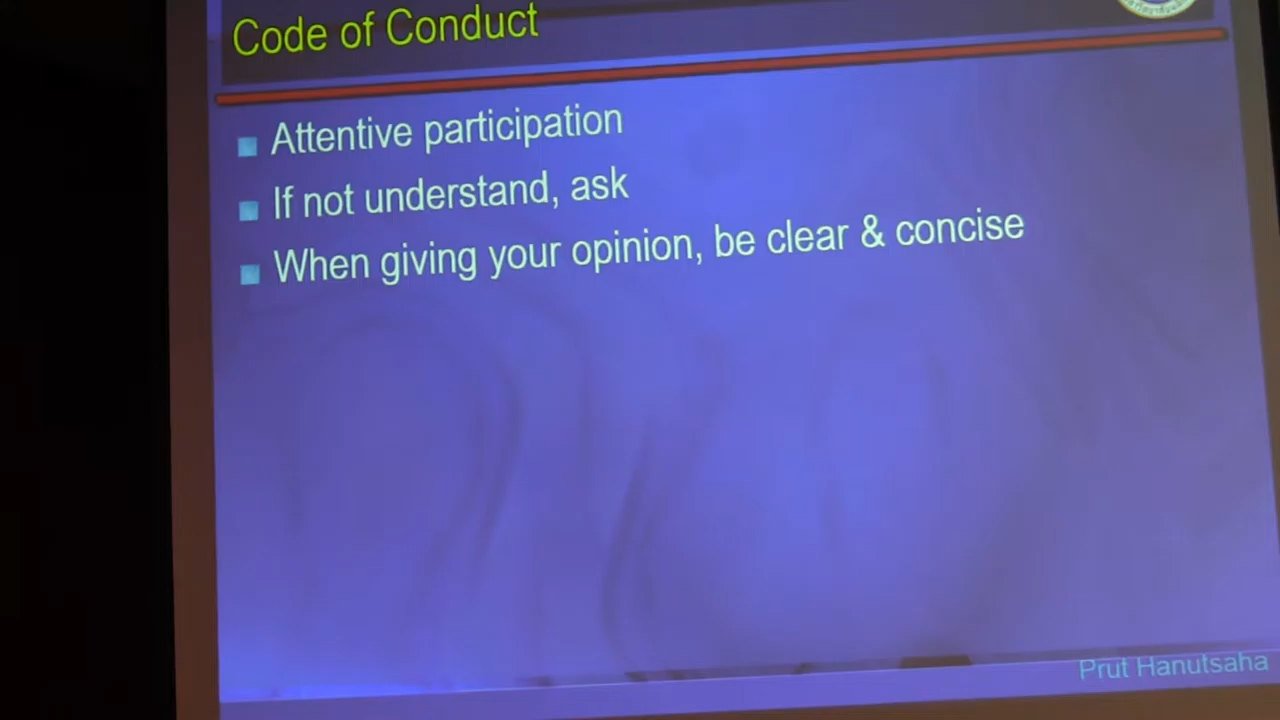 Code of Conduct
Attentive participation
If not understand, ask
When giving your opinion, be clear & concise
Prut Hanutsaha